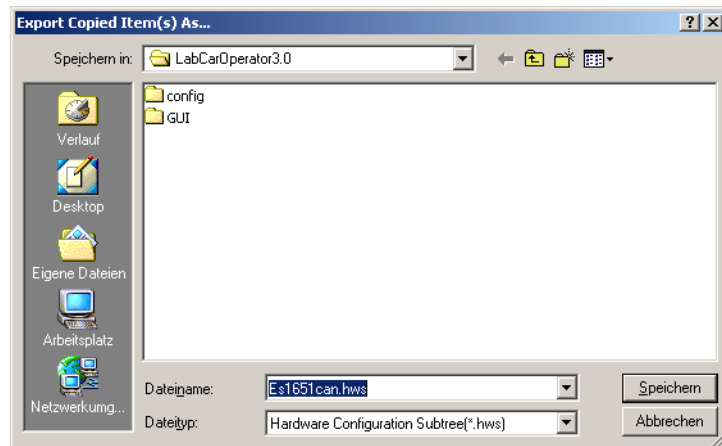 Export Copied Item(s) As...
Speichern in: LabCarOperator3.0
config
GUI
Verlauf
Desktop
Eigene Dateien
Arbeitsplatz
Netzwerkumg...
Dateiname: Es1651can.hws Speichern
Dateityp: Hardware Configuration Subtree(*.hws) Abbrechen